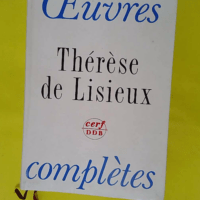 Œuvres
Thérèse
de Lisieux
cerf
DDB
complètes